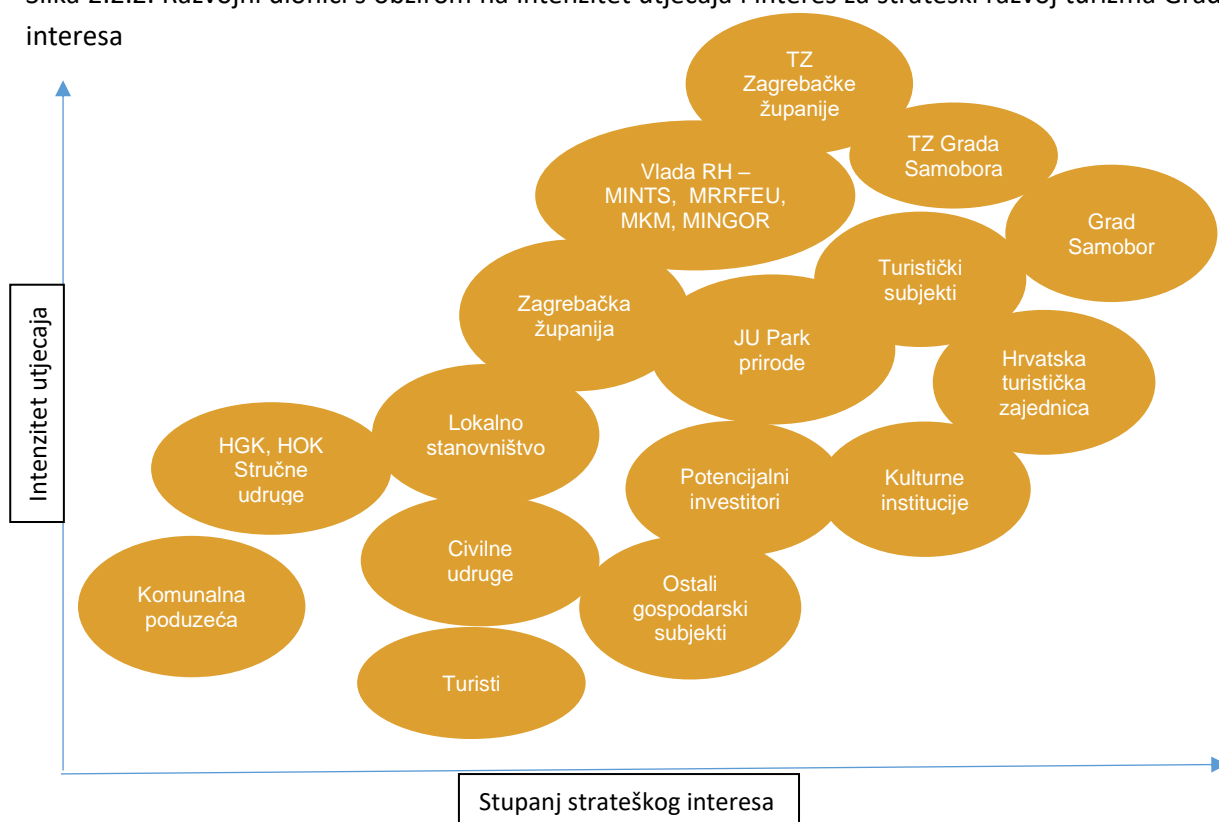 interesa
TZ
Zagrebačke
županije
TZ Grada
Samobora
Vlada RH –
MINTS, MRRFEU,
MKM, MINGOR
Grad
Samobor
Turistički
subjekti
Zagrebačka
županija
JU Park
prirode
Hrvatska
turistička
zajednica
Intenzitet utjecaja
Lokalno
stanovništvo
HGK, HOK
Stručne
udruge
Potencijalni
investitori
Kulturne
institucije
Civilne
udruge
Komunalna
poduzeća
Ostali
gospodarski
subjekti
Turisti
Stupanj strateškog interesa